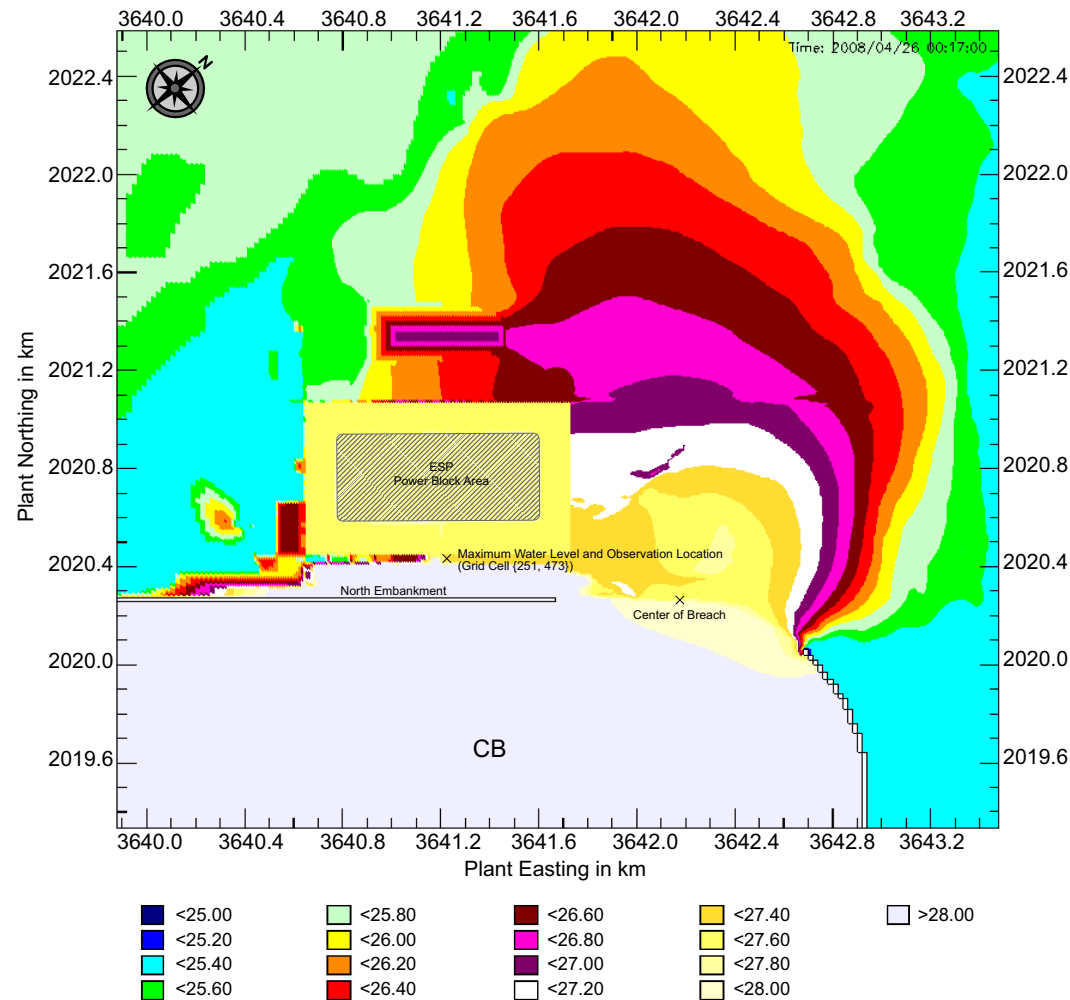 3640.0 3640.4 3640.8 3641.2 3641.6 3642.0 3642.4 3642.8 3643.2
Time: 2008/04/26 00:17:00
N
2022.4 2022.4
2022.0 2022.0
2021.6 2021.6
2021.2 2021.2
2020.8 2020.8
2020.4 2020.4
2020.0 2020.0
2019.6 2019.6
Plant Northing in km
ESP
Power Block Area
Maximum Water Level and Observation Location
(Grid Cell {251, 473})
North Embankment
Center of Breach
CB
3640.0 3640.4 3640.8 3641.2 3641.6 3642.0 3642.4 3642.8 3643.2
Plant Easting in km
<25.00 <25.80 <26.60 <27.40 >28.00
<25.20 <26.00 <26.80 <27.60
<25.40 <26.20 <27.00 <27.80
<25.60 <26.40 <27.20 <28.00